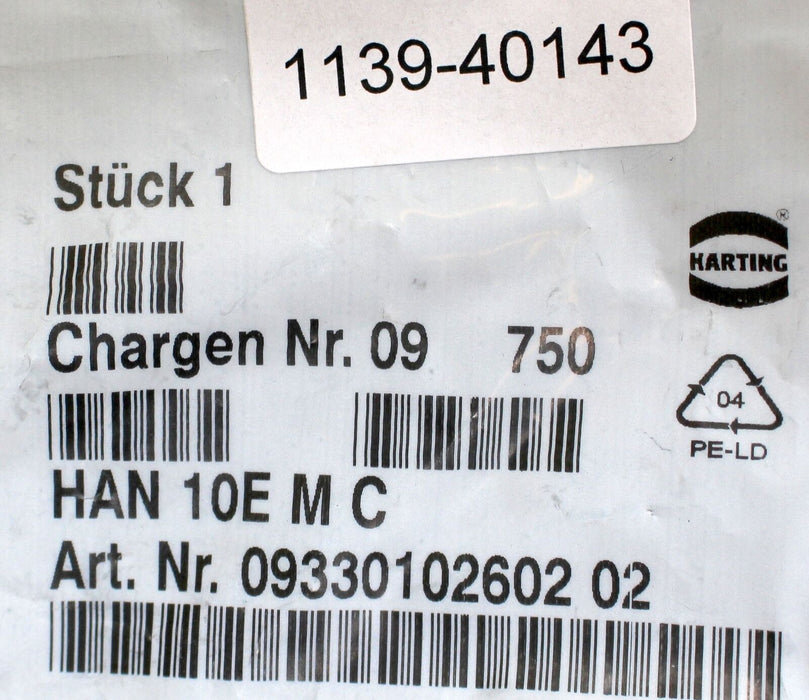 1139-40143
Stück 1
®
HARTING
Chargen Nr. 09 750
04
PE-LD
HAN 10E M C
Art. Nr. 09330102602 02